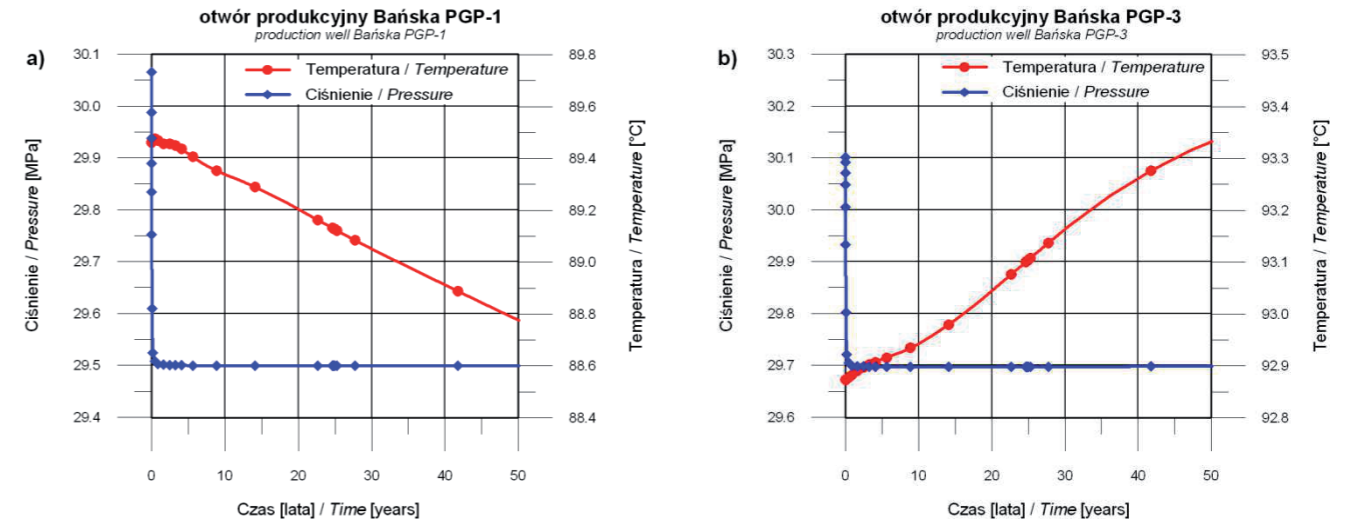 otwór produkcyjny Bańska PGP-1
production well Bańska PGP-1
a)
Temperatura / Temperature
Ciśnienie / Pressure
30.1
30.0
29.9
29.8
29.7
29.6
29.5
29.4
Ciśnienie / Pressure [MPa]
89.8
89.6
89.4
89.2
89.0
88.8
88.6
88.4
Temperatura / Temperature [°C]
0 10 20 30 40 50
Czas [lata] / Time [years]
otwór produkcyjny Bańska PGP-3
production well Bańska PGP-3
b)
Temperatura / Temperature
Ciśnienie / Pressure
30.3
30.2
30.1
30.0
29.9
29.8
29.7
29.6
Ciśnienie / Pressure [MPa]
93.5
93.4
93.3
93.2
93.1
93.0
92.9
92.8
Temperatura / Temperature [°C]
0 10 20 30 40 50
Czas [lata] / Time [years]